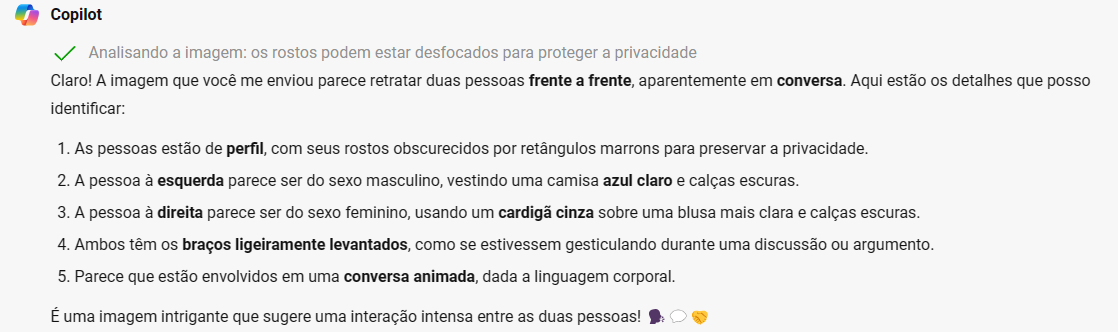 Copilot
Analisando a imagem: os rostos podem estar desfocados para proteger a privacidade
Claro! A imagem que você me enviou parece retratar duas pessoas frente a frente, aparentemente em conversa. Aqui estão os detalhes que posso
identificar:
1. As pessoas estão de perfil, com seus rostos obscurecidos por retângulos marrons para preservar a privacidade.
2. A pessoa à esquerda parece ser do sexo masculino, vestindo uma camisa azul claro e calças escuras.
3. A pessoa à direita parece ser do sexo feminino, usando um cardigã cinza sobre uma blusa mais clara e calças escuras.
4. Ambos têm os braços ligeiramente levantados, como se estivessem gesticulando durante uma discussão ou argumento.
5. Parece que estão envolvidos em uma conversa animada, dada a linguagem corporal.
É uma imagem intrigante que sugere uma interação intensa entre as duas pessoas! 🗣️💬🤝